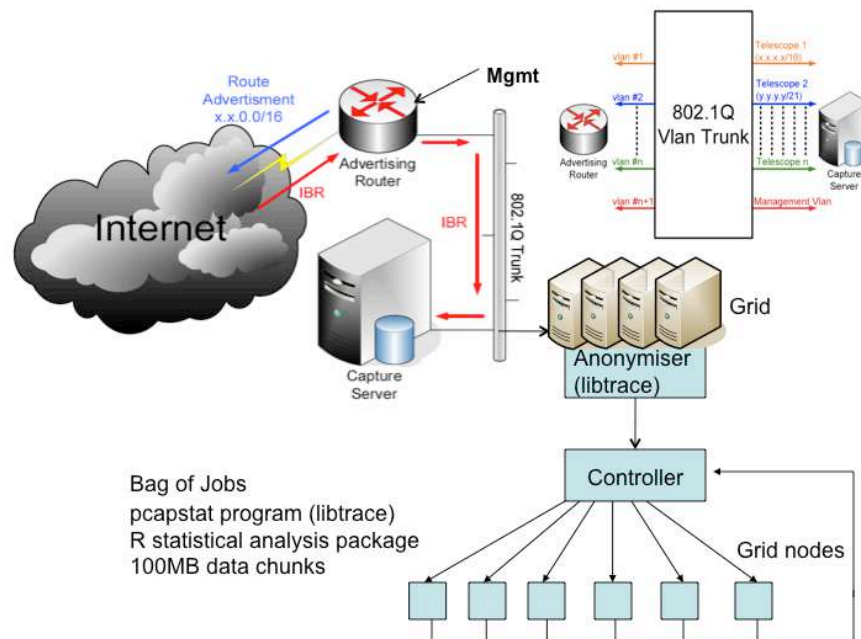 Mgmt
Route
Advertisment
x.x.0.0/16
Advertising
Router
IBR
Internet
IBR
802.1Q Trunk
Capture
Server
vlan #1
Telescope 1
(x.x.x.x/16)
vlan #2
Telescope 2
(y.y.y.y/21)
802.1Q
Vlan Trunk
Advertising
Router
vlan #n
Telescope n
Capture
Server
vlan #n+1
Management Vlan
Grid
Anonymiser
(libtrace)
Controller
Bag of Jobs
pcapstat program (libtrace)
R statistical analysis package
100MB data chunks
Grid nodes